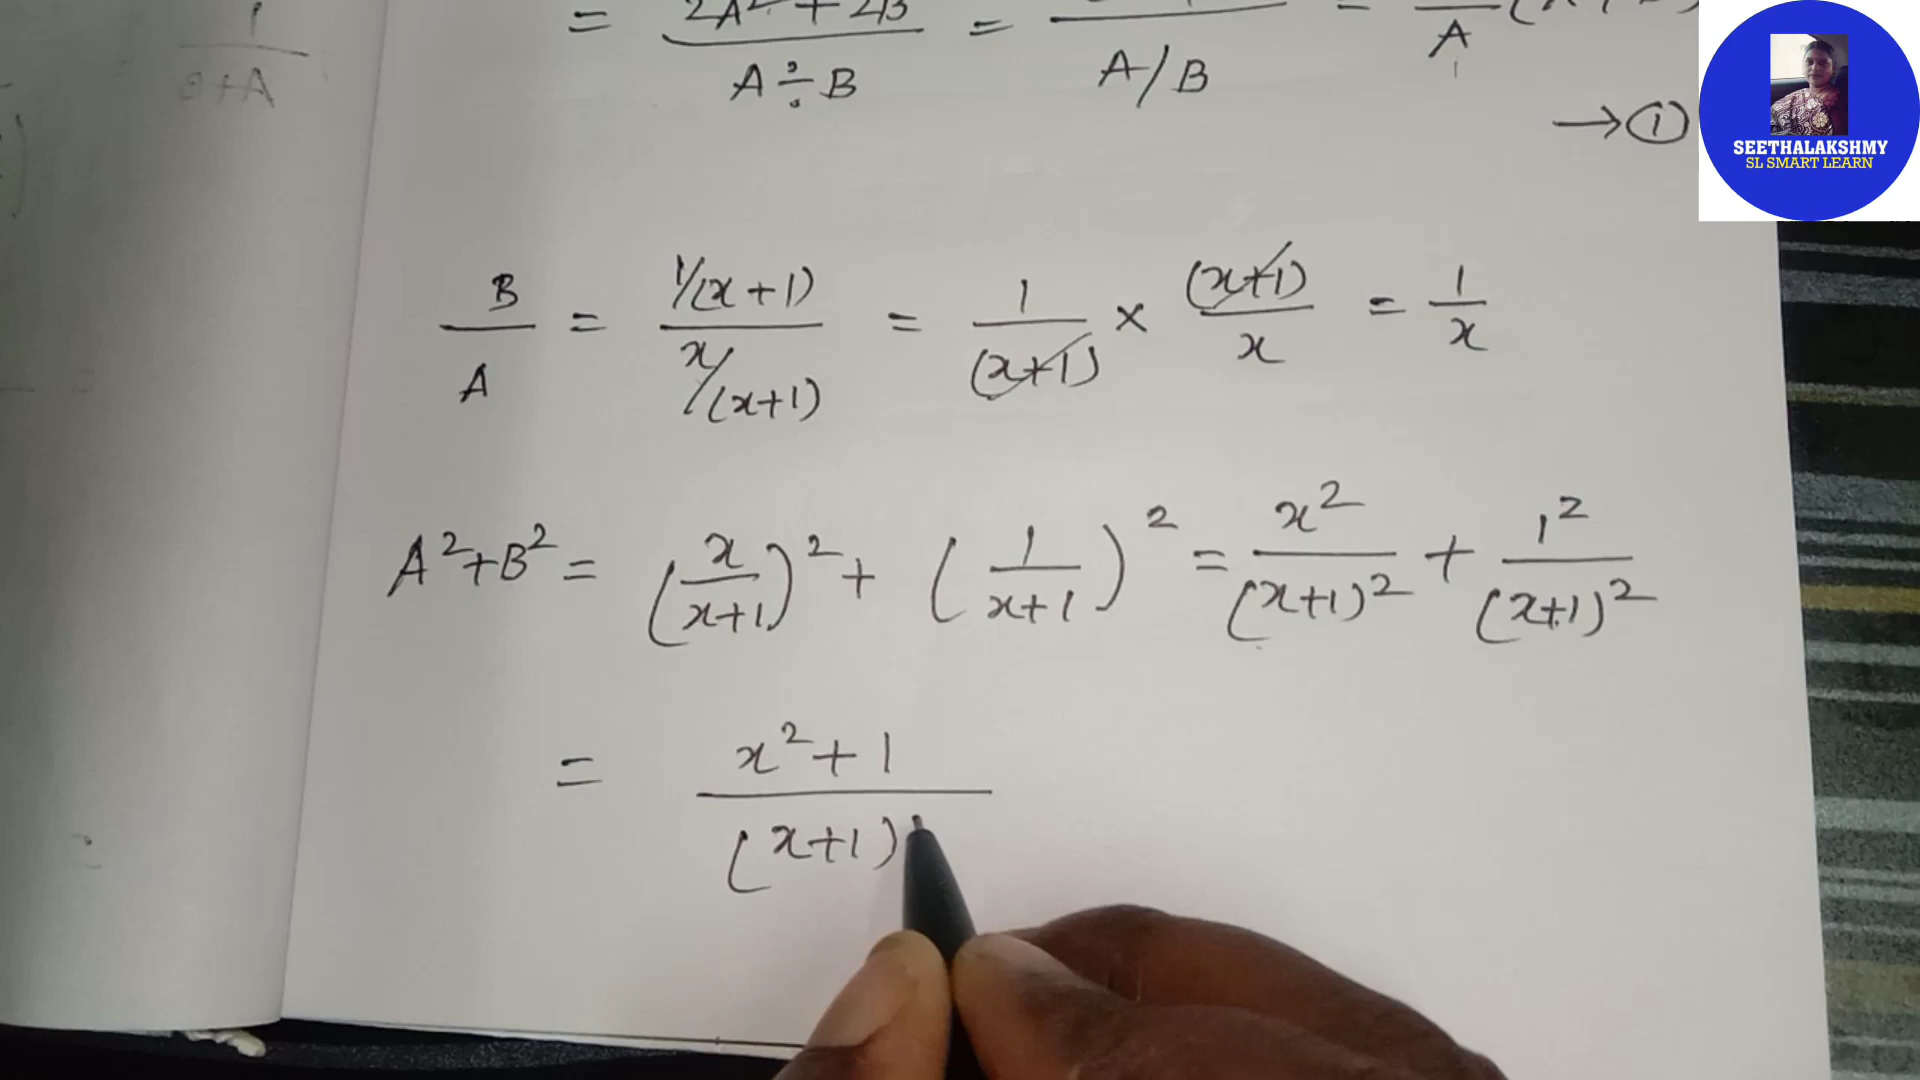 = 2A² + 2B / A ÷ B = / A/B = / A
→ ①
SEETHALAKSHMY
SL SMART LEARN
B/A = 1/(x+1) / x/(x+1) = 1/(x+1) × (x+1)/x = 1/x
A²+B² = (x/x+1)² + (1/x+1)² = x²/(x+1)² + 1²/(x+1)²
= x²+1 / (x+1)